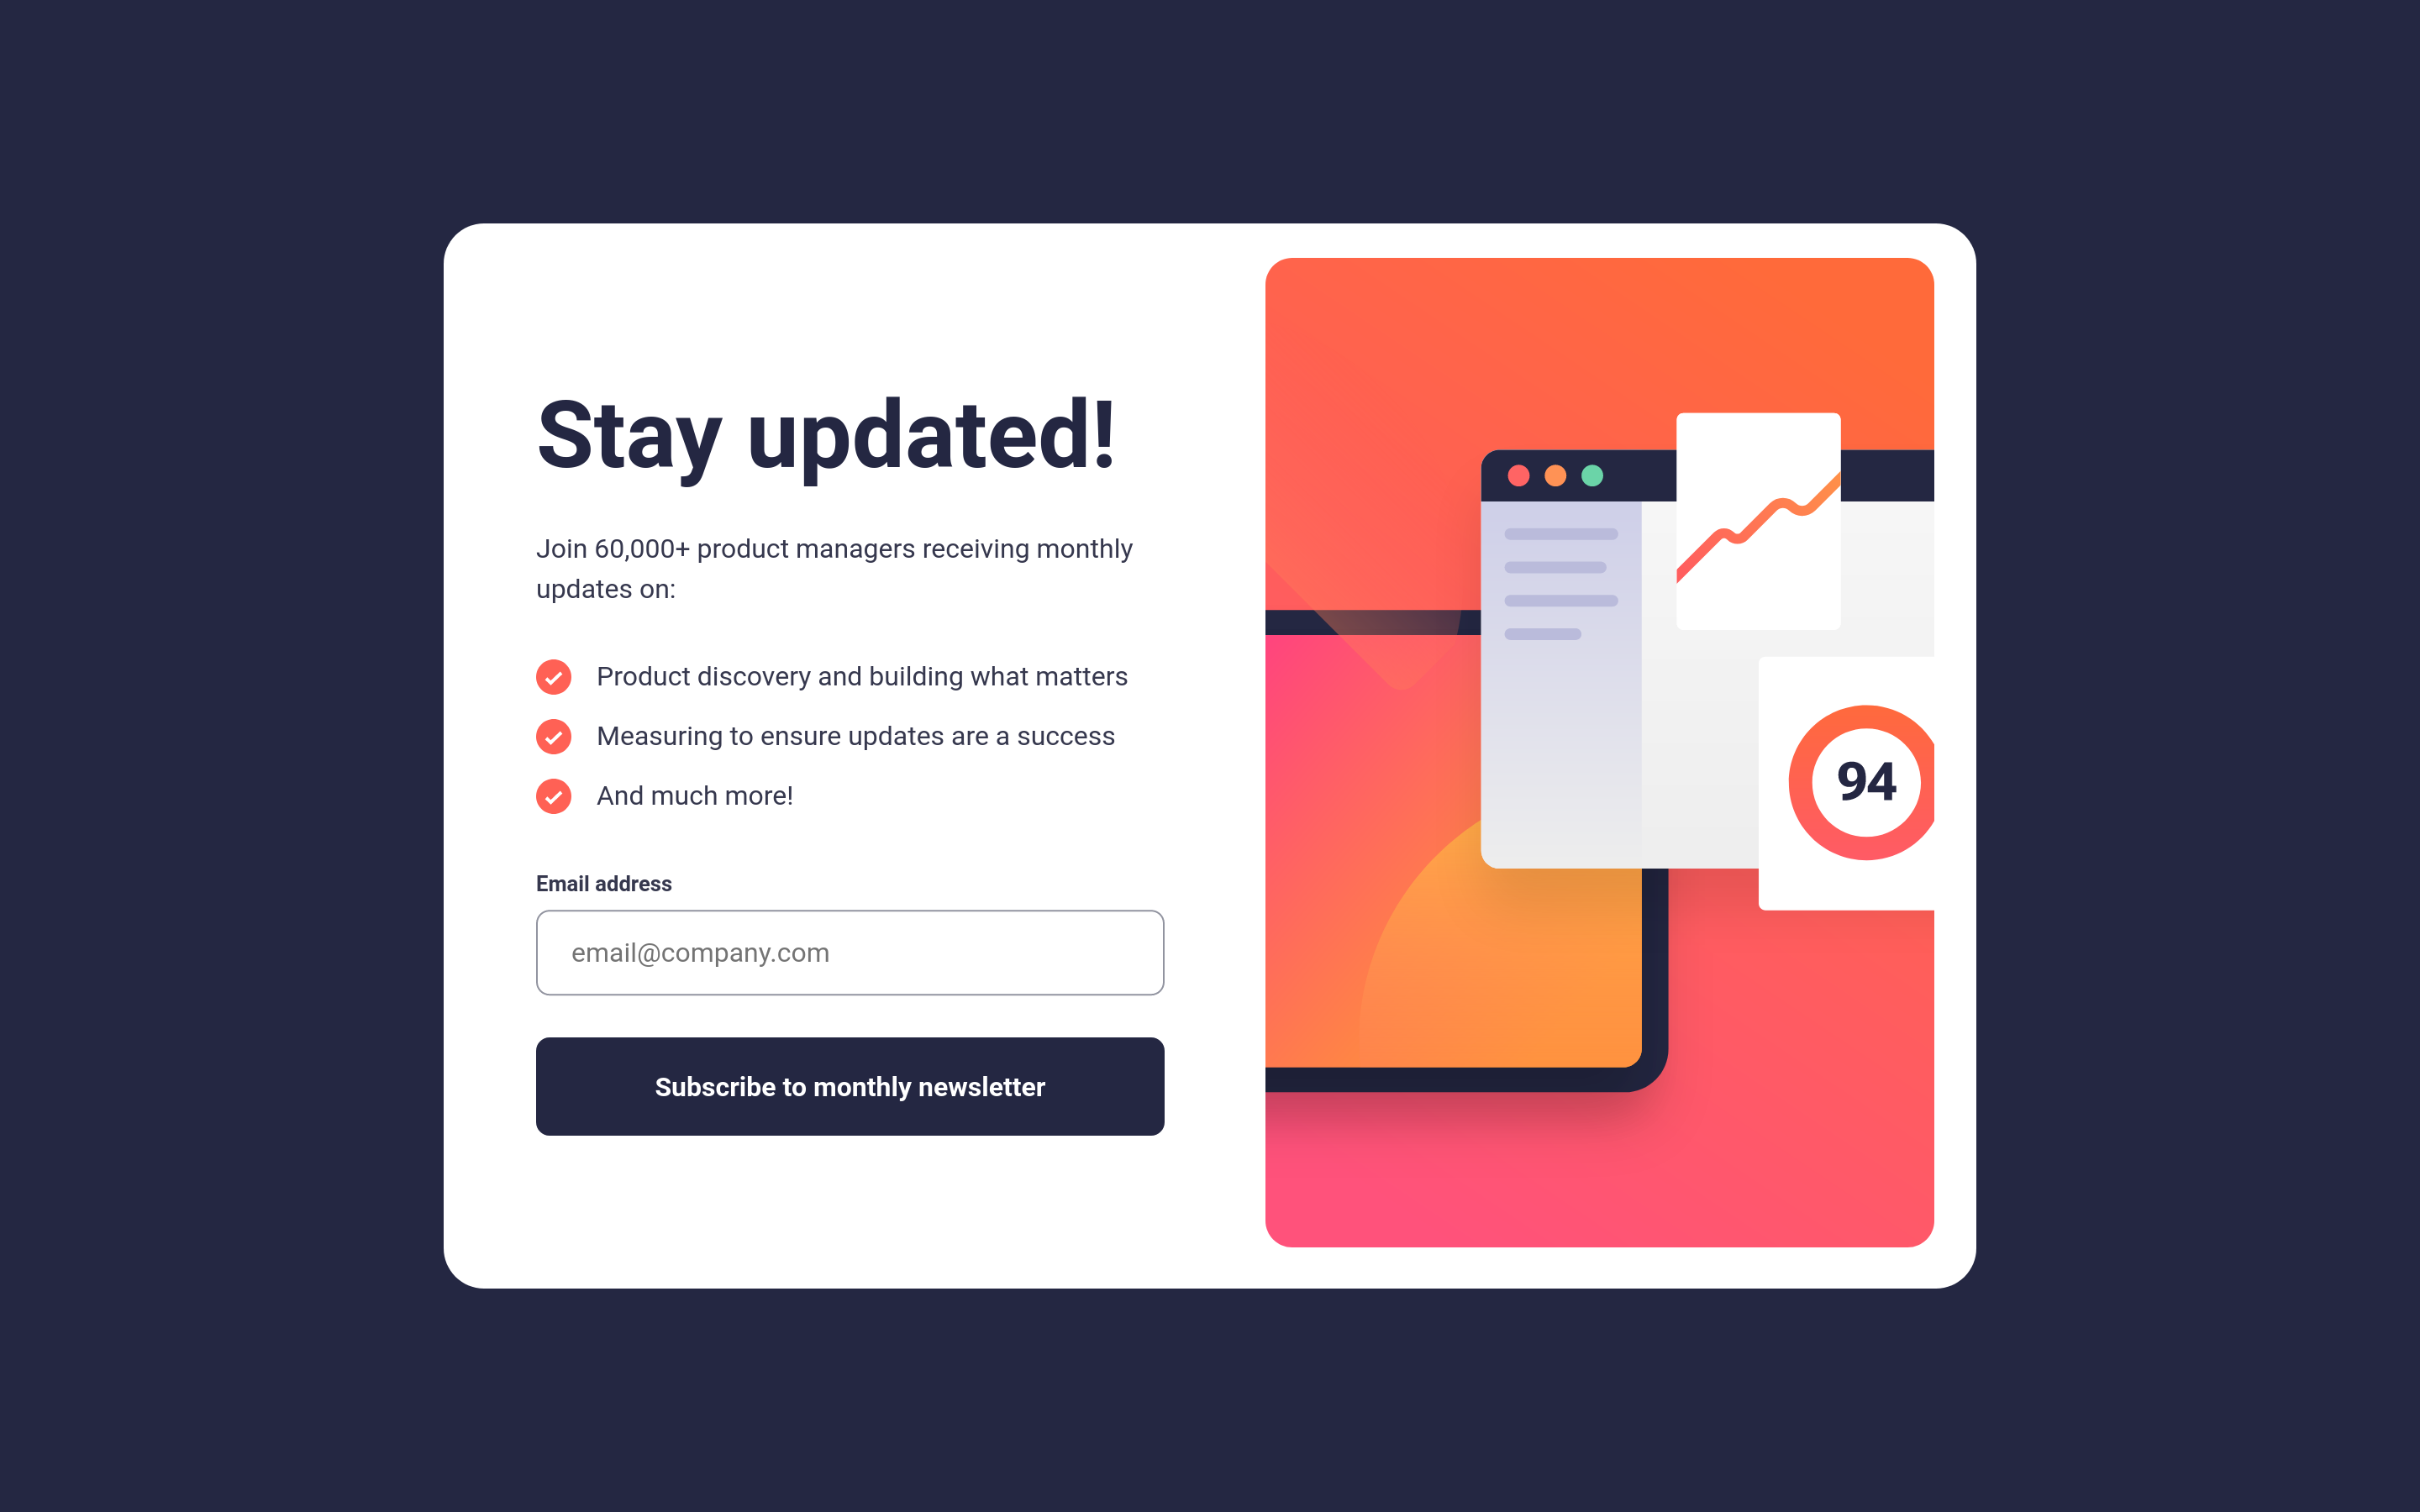 Stay updated!
Join 60,000+ product managers receiving monthly
updates on:
Product discovery and building what matters
Measuring to ensure updates are a success
And much more!
Email address
email@company.com
Subscribe to monthly newsletter
94